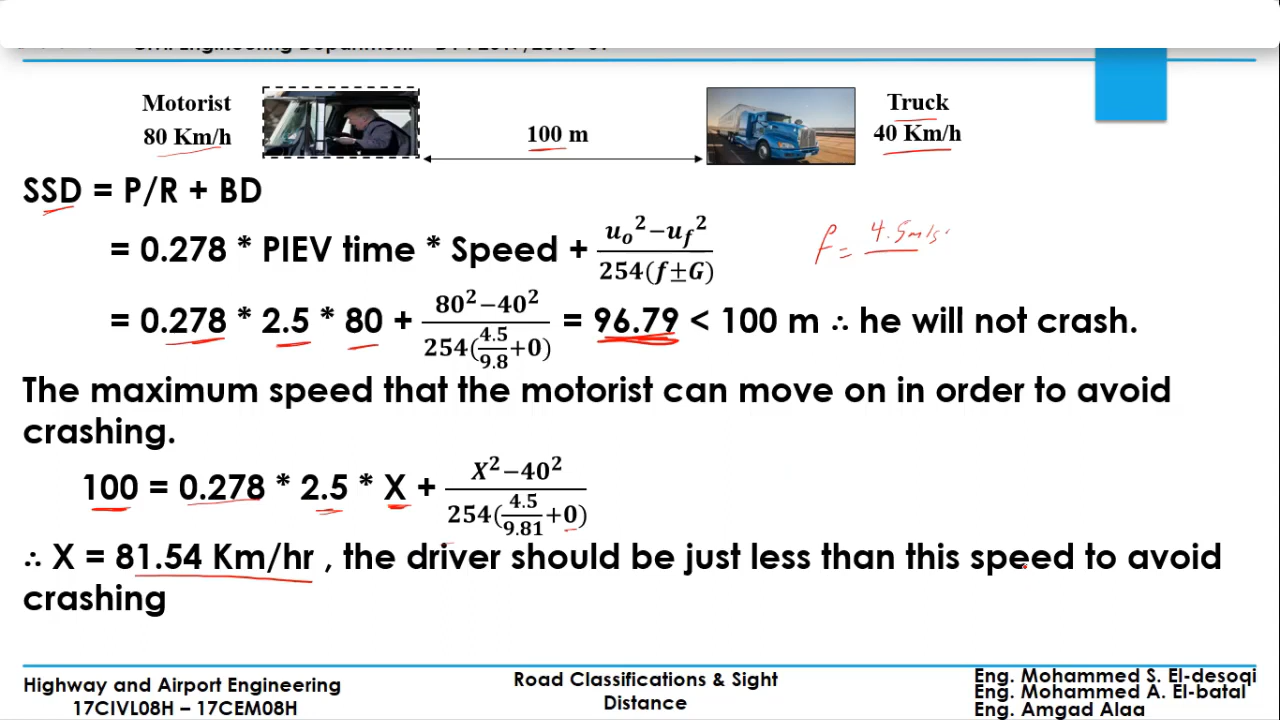 Civil Engineering Department
Motorist
80 Km/h
100 m
Truck
40 Km/h
SSD = P/R + BD
= 0.278 * PIEV time * Speed + (u₀² − u_f²) / 254(f±G)
f = 4.5m/s
= 0.278 * 2.5 * 80 + (80² − 40²) / 254(4.5/9.8 + 0) = 96.79 < 100 m ∴ he will not crash.
The maximum speed that the motorist can move on in order to avoid
crashing.
100 = 0.278 * 2.5 * X + (X² − 40²) / 254(4.5/9.81 + 0)
∴ X = 81.54 Km/hr , the driver should be just less than this speed to avoid
crashing
Highway and Airport Engineering
17CIVL08H – 17CEM08H
Road Classifications & Sight
Distance
Eng. Mohammed S. El-desoqi
Eng. Mohammed A. El-batal
Eng. Amgad Alaa